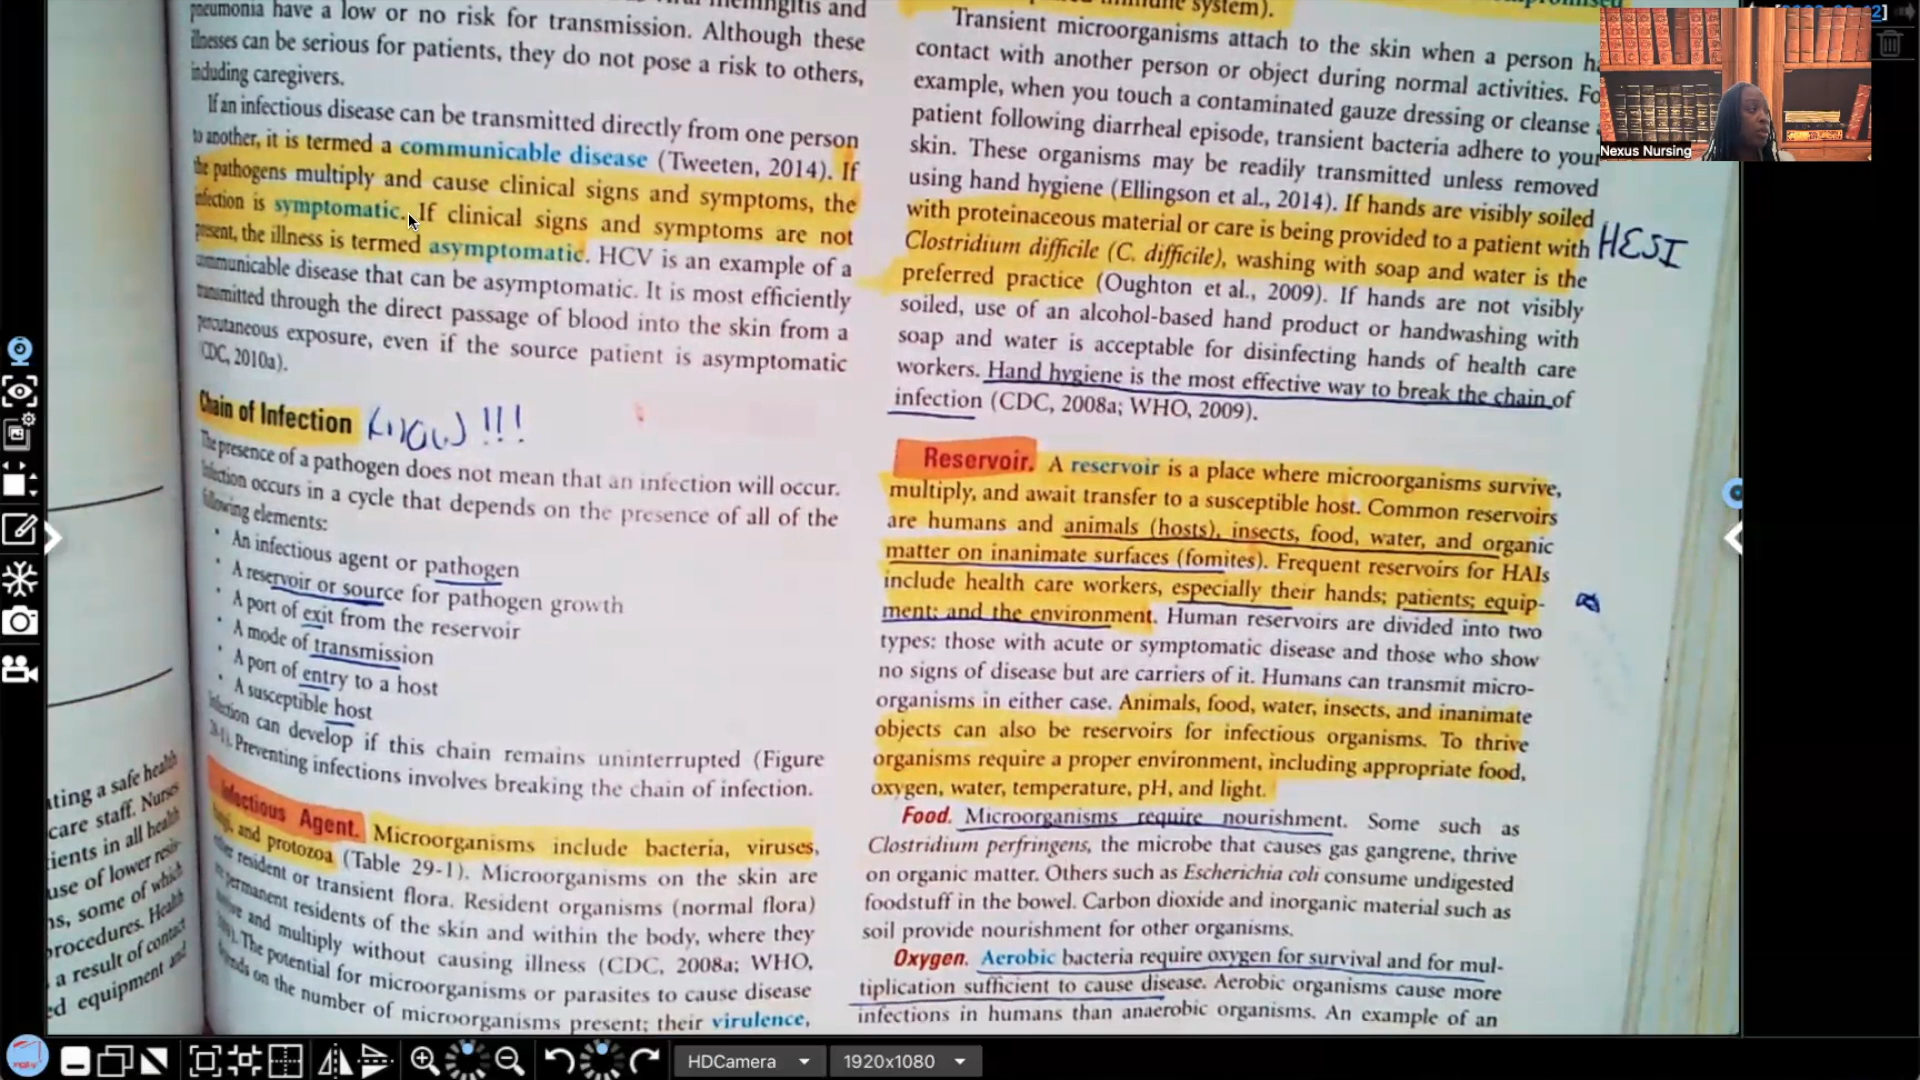 pneumonia have a low or no risk for transmission. Although these
illnesses can be serious for patients, they do not pose a risk to others,
including caregivers.
If an infectious disease can be transmitted directly from one person
to another, it is termed a communicable disease (Tweeten, 2014). If
the pathogens multiply and cause clinical signs and symptoms, the
infection is symptomatic. If clinical signs and symptoms are not
present, the illness is termed asymptomatic. HCV is an example of a
communicable disease that can be asymptomatic. It is most efficiently
transmitted through the direct passage of blood into the skin from a
percutaneous exposure, even if the source patient is asymptomatic
(CDC, 2010a).
Chain of Infection KNOW!!!
The presence of a pathogen does not mean that an infection will occur.
Infection occurs in a cycle that depends on the presence of all of the
following elements:
• An infectious agent or pathogen
• A reservoir or source for pathogen growth
• A port of exit from the reservoir
• A mode of transmission
• A port of entry to a host
• A susceptible host
Infection can develop if this chain remains uninterrupted (Figure
Preventing infections involves breaking the chain of infection.
Infectious Agent. Microorganisms include bacteria, viruses,
fungi, and protozoa (Table 29-1). Microorganisms on the skin are
either resident or transient flora. Resident organisms (normal flora)
are permanent residents of the skin and within the body, where they
survive and multiply without causing illness (CDC, 2008a; WHO,
The potential for microorganisms or parasites to cause disease
depends on the number of microorganisms present; their virulence,
ating a safe health
care staff. Nurses
ients in all health
use of lower resis-
ns, some of which
procedures. Health
a result of contact
ed equipment and
immune system).
Transient microorganisms attach to the skin when a person ha
contact with another person or object during normal activities. Fo
example, when you touch a contaminated gauze dressing or cleanse
patient following diarrheal episode, transient bacteria adhere to your
skin. These organisms may be readily transmitted unless removed
using hand hygiene (Ellingson et al., 2014). If hands are visibly soiled
with proteinaceous material or care is being provided to a patient with
Clostridium difficile (C. difficile), washing with soap and water is the
preferred practice (Oughton et al., 2009). If hands are not visibly
soiled, use of an alcohol-based hand product or handwashing with
soap and water is acceptable for disinfecting hands of health care
workers. Hand hygiene is the most effective way to break the chain of
infection (CDC, 2008a; WHO, 2009).
HESI
Reservoir. A reservoir is a place where microorganisms survive,
multiply, and await transfer to a susceptible host. Common reservoirs
are humans and animals (hosts), insects, food, water, and organic
matter on inanimate surfaces (fomites). Frequent reservoirs for HAIs
include health care workers, especially their hands; patients; equip-
ment; and the environment. Human reservoirs are divided into two
types: those with acute or symptomatic disease and those who show
no signs of disease but are carriers of it. Humans can transmit micro-
organisms in either case. Animals, food, water, insects, and inanimate
objects can also be reservoirs for infectious organisms. To thrive
organisms require a proper environment, including appropriate food,
oxygen, water, temperature, pH, and light.
Food. Microorganisms require nourishment. Some such as
Clostridium perfringens, the microbe that causes gas gangrene, thrive
on organic matter. Others such as Escherichia coli consume undigested
foodstuff in the bowel. Carbon dioxide and inorganic material such as
soil provide nourishment for other organisms.
Oxygen. Aerobic bacteria require oxygen for survival and for mul-
tiplication sufficient to cause disease. Aerobic organisms cause more
infections in humans than anaerobic organisms. An example of an
Nexus Nursing
HDCamera
1920x1080